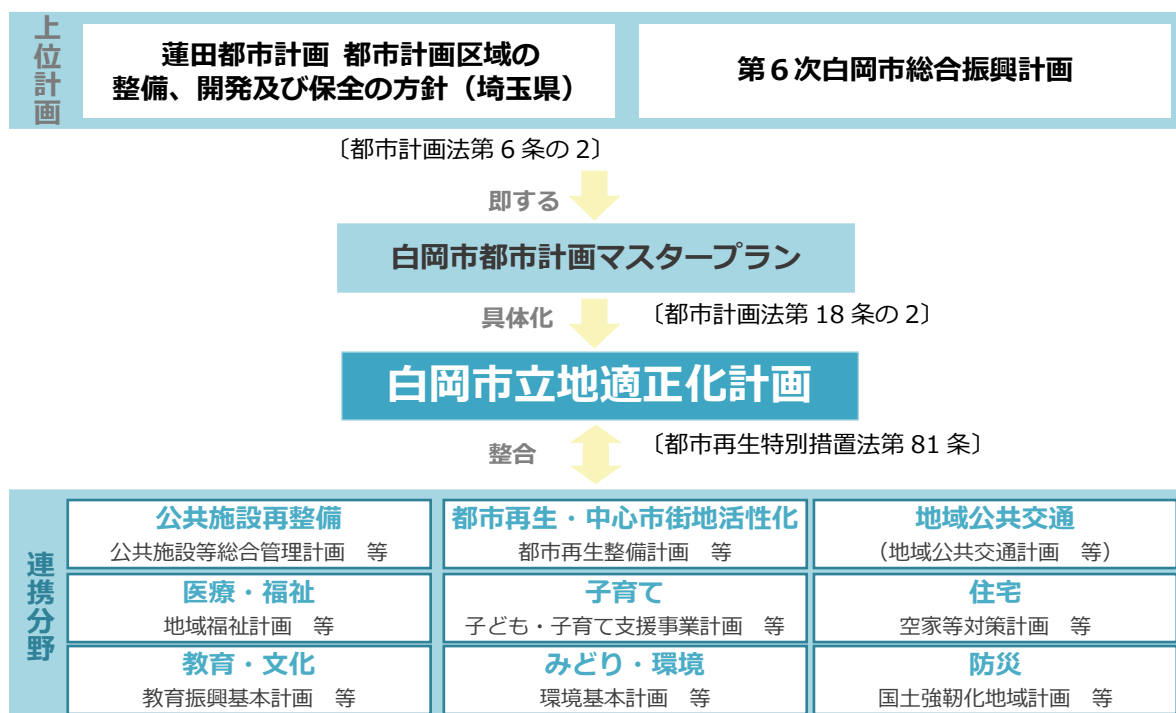 上位計画
蓮田都市計画 都市計画区域の
整備、開発及び保全の方針（埼玉県）
第６次白岡市総合振興計画
〔都市計画法第 6 条の 2〕
即する
白岡市都市計画マスタープラン
具体化
〔都市計画法第 18 条の 2〕
白岡市立地適正化計画
整合
〔都市再生特別措置法第 81 条〕
連携分野
公共施設再整備
公共施設等総合管理計画　等
都市再生・中心市街地活性化
都市再生整備計画　等
地域公共交通
（地域公共交通計画　等）
医療・福祉
地域福祉計画　等
子育て
子ども・子育て支援事業計画　等
住宅
空家等対策計画　等
教育・文化
教育振興基本計画　等
みどり・環境
環境基本計画　等
防災
国土強靭化地域計画　等